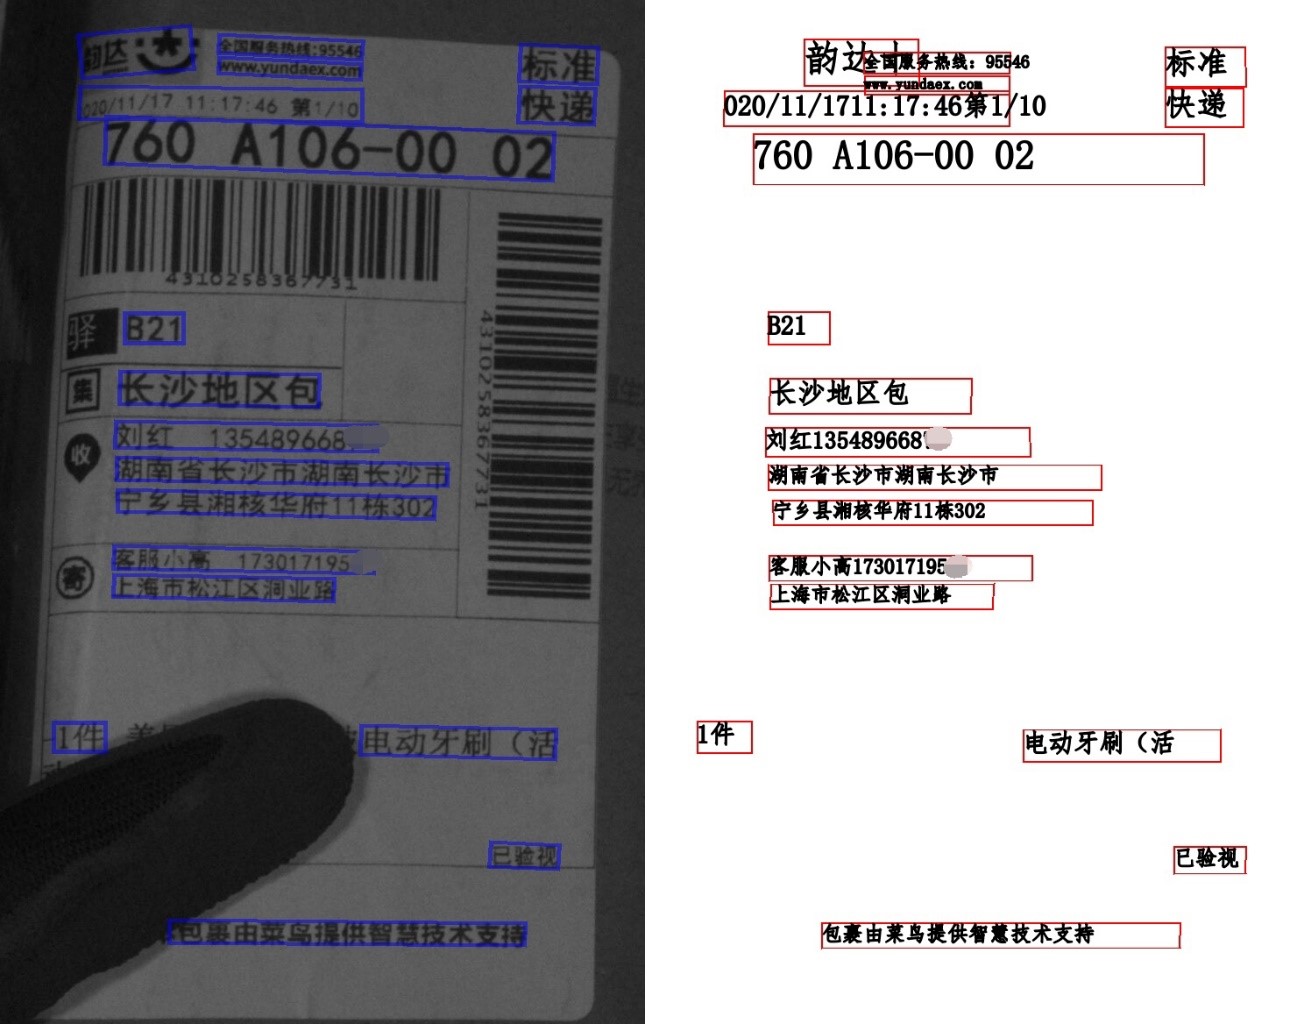 韵达
全国服务热线:95546
www.yundaex.com
标准
快递
020/11/17 11:17:46 第1/10
760 A106-00 02
4310258367731
驿 B21
集 长沙地区包
4310258367731
收 刘红 135489668
湖南省长沙市湖南长沙市
宁乡县湘核华府11栋302
寄 客服小高 173017195
上海市松江区洞业路
1件
电动牙刷（活
已验视
包裹由菜鸟提供智慧技术支持
韵达
全国服务热线：95546
www.yundaex.com
标准
快递
020/11/1711:17:46第1/10
760 A106-00 02
B21
长沙地区包
刘红135489668
湖南省长沙市湖南长沙市
宁乡县湘核华府11栋302
客服小高173017195
上海市松江区洞业路
1件
电动牙刷（活
已验视
包裹由菜鸟提供智慧技术支持